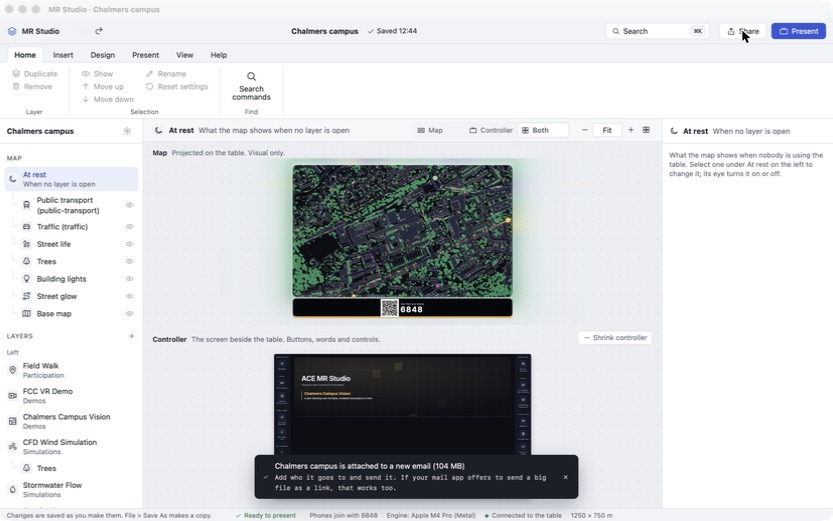 MR Studio · Chalmers campus
MR Studio
Chalmers campus
Saved 12:44
Search
⌘K
Share
Present
Home
Insert
Design
Present
View
Help
Duplicate
Remove
Layer
Show
Move up
Move down
Rename
Reset settings
Selection
Search
commands
Find
Chalmers campus
At rest What the map shows when no layer is open
Map
Controller
Both
Fit
At rest When no layer is open
MAP
At rest
When no layer is open
Public transport
(public-transport)
Traffic (traffic)
Street life
Trees
Building lights
Street glow
Base map
LAYERS
Left
Field Walk
Participation
FCC VR Demo
Demos
Chalmers Campus Vision
Demos
CFD Wind Simulation
Simulations
Trees
Stormwater Flow
Simulations
Map Projected on the table. Visual only.
6848
Controller The screen beside the table. Buttons, words and controls.
Shrink controller
ACE MR Studio
Chalmers Campus Vision
What the map shows when nobody is using the
table. Select one under At rest on the left to
change it; its eye turns it on or off.
Chalmers campus is attached to a new email (104 MB)
Add who it goes to and send it. If your mail app offers to send a big
file as a link, that works too.
Changes are saved as you make them. File > Save As makes a copy.
Ready to present
Phones join with 6848
Engine: Apple M4 Pro (Metal)
Connected to the table
1250 × 750 m